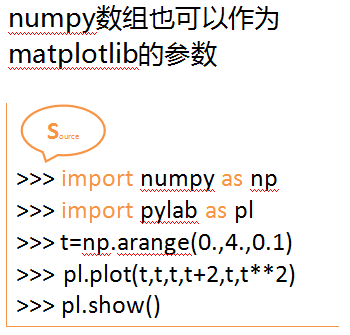 numpy数组也可以作为
matplotlib的参数
Source
>>> import numpy as np
>>> import pylab as pl
>>> t=np.arange(0.,4.,0.1)
>>> pl.plot(t,t,t,t+2,t,t**2)
>>> pl.show()